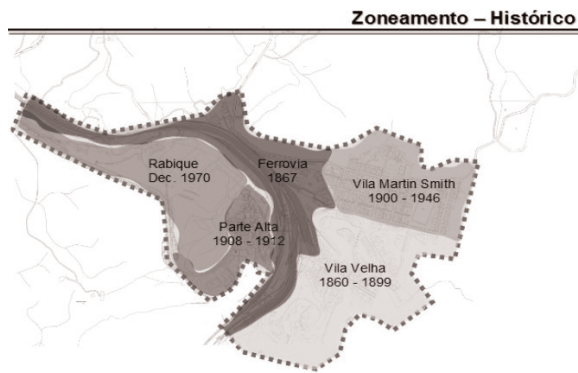 Zoneamento – Histórico
Rabique
Dec. 1970
Ferrovia
1867
Vila Martin Smith
1900 - 1946
Parte Alta
1908 - 1912
Vila Velha
1860 - 1899